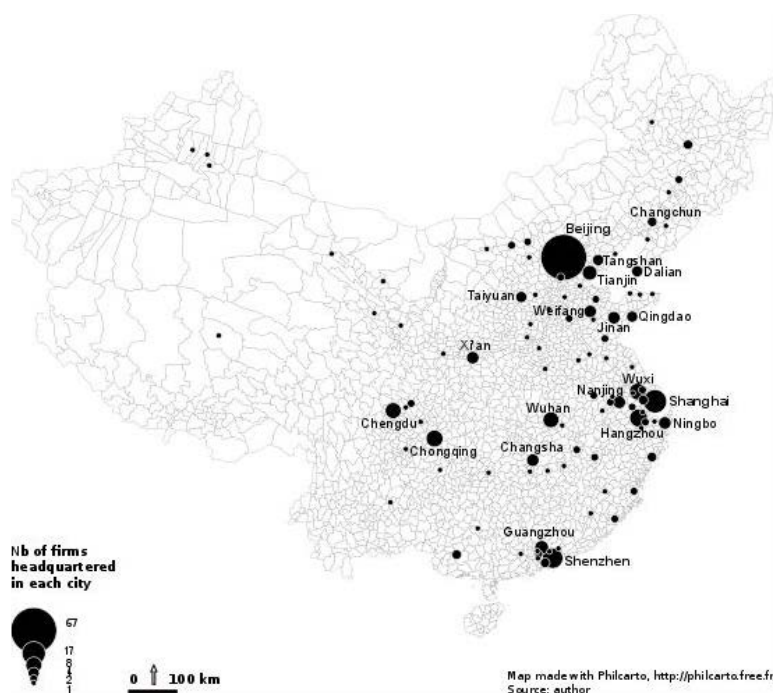 Changchun
Beijing
Tangshan
Tianjin
Dalian
Taiyuan
Weifang
Qingdao
Jinan
Xi'an
Wuxi
Nanjing
Shanghai
Chengdu
Wuhan
Hangzhou
Ningbo
Chongqing
Changsha
Guangzhou
Shenzhen
Nb of firms
headquartered
in each city
67
17
8
4
2
1
0 100 km
Map made with Philcarto, http://philcarto.free.fr
Source: author